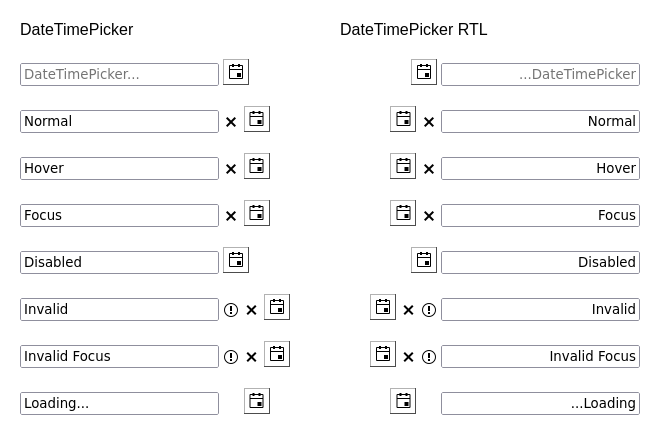 DateTimePicker
DateTimePicker...
Normal
Hover
Focus
Disabled
Invalid
Invalid Focus
Loading...
DateTimePicker RTL
...DateTimePicker
Normal
Hover
Focus
Disabled
Invalid
Invalid Focus
...Loading